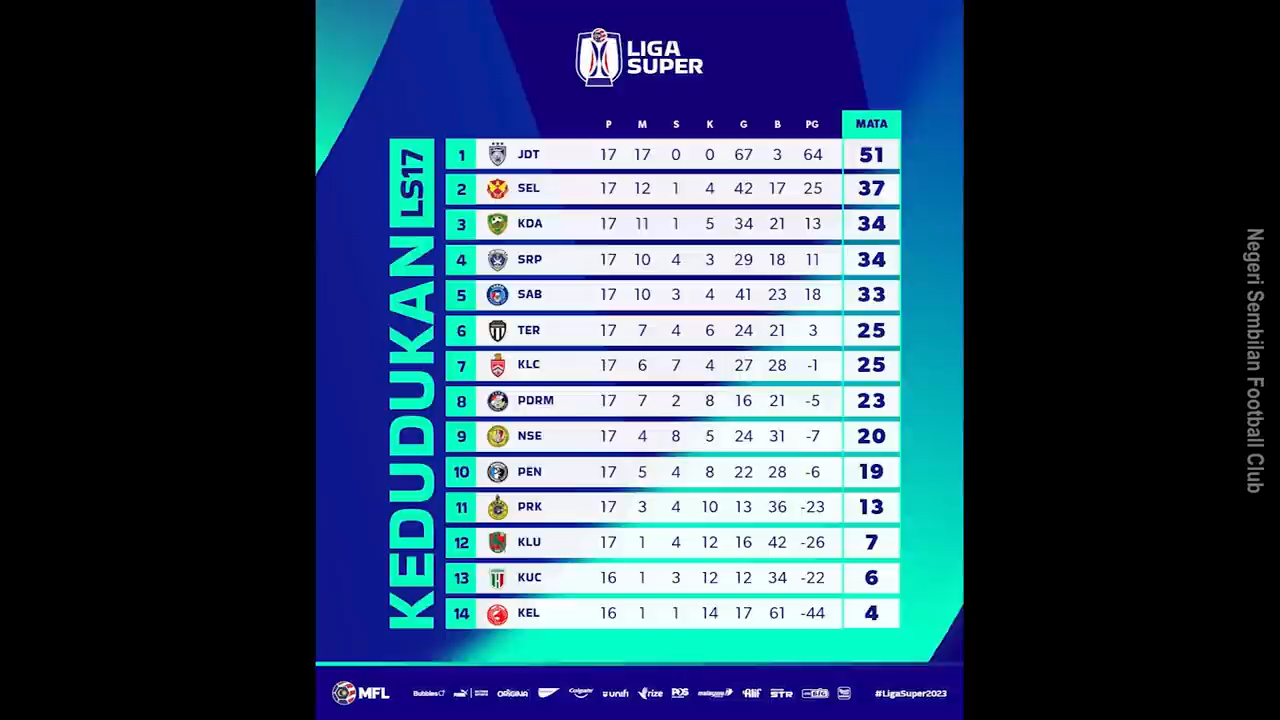 LIGA
SUPER
P M S K G B PG MATA
KEDUDUKAN LS17
1 JDT 17 17 0 0 67 3 64 51
2 SEL 17 12 1 4 42 17 25 37
3 KDA 17 11 1 5 34 21 13 34
4 SRP 17 10 4 3 29 18 11 34
5 SAB 17 10 3 4 41 23 18 33
6 TER 17 7 4 6 24 21 3 25
7 KLC 17 6 7 4 27 28 -1 25
8 PDRM 17 7 2 8 16 21 -5 23
9 NSE 17 4 8 5 24 31 -7 20
10 PEN 17 5 4 8 22 28 -6 19
11 PRK 17 3 4 10 13 36 -23 13
12 KLU 17 1 4 12 16 42 -26 7
13 KUC 16 1 3 12 12 34 -22 6
14 KEL 16 1 1 14 17 61 -44 4
Negeri Sembilan Football Club
MFL Bubbles ORIGINA Colgate unifi rize POS Alif STR #LigaSuper2023